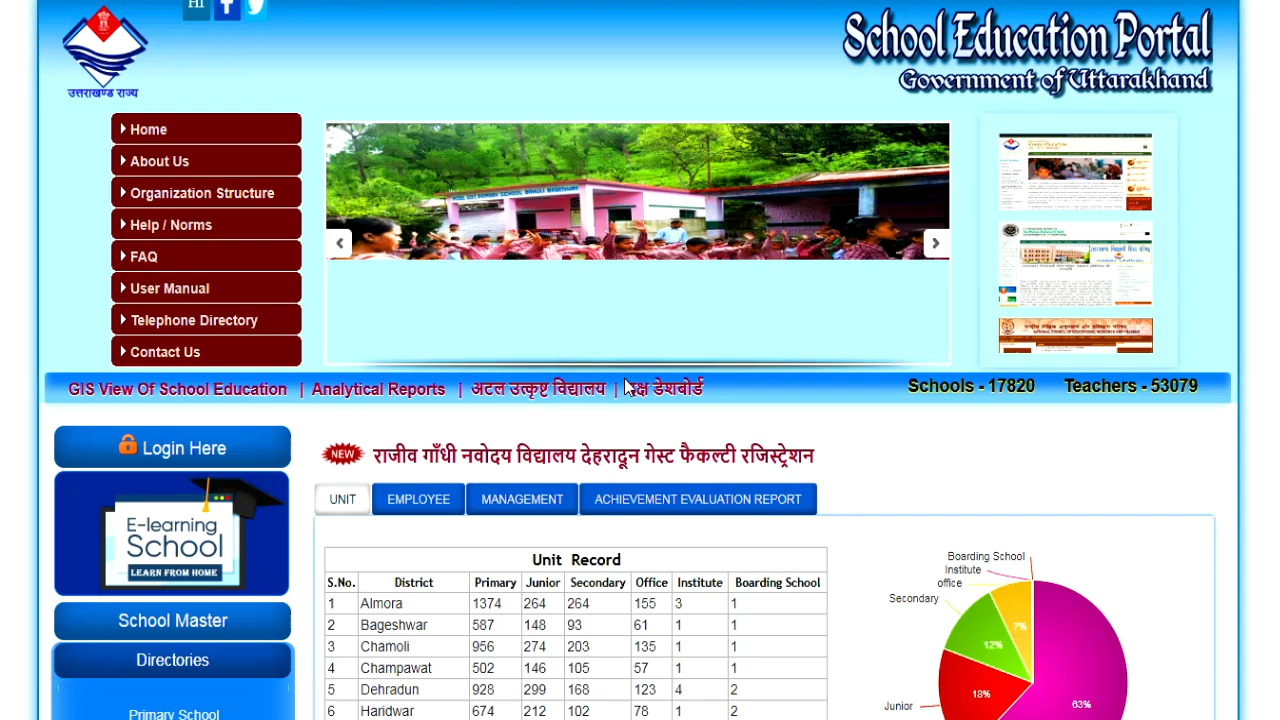 HI
उत्तराखण्ड राज्य
School Education Portal
Government of Uttarakhand
Home
About Us
Organization Structure
Help / Norms
FAQ
User Manual
Telephone Directory
Contact Us
GIS View Of School Education | Analytical Reports | अटल उत्कृष्ट विद्यालय | डेशबोर्ड
Schools - 17820 Teachers - 53079
Login Here
E-learning
School
LEARN FROM HOME
School Master
Directories
Primary School
NEW राजीव गाँधी नवोदय विद्यालय देहरादून गेस्ट फैकल्टी रजिस्ट्रेशन
UNIT EMPLOYEE MANAGEMENT ACHIEVEMENT EVALUATION REPORT
Unit Record
S.No. District Primary Junior Secondary Office Institute Boarding School
1 Almora 1374 264 264 155 3 1
2 Bageshwar 587 148 93 61 1 1
3 Chamoli 956 274 203 135 1 1
4 Champawat 502 146 105 57 1 1
5 Dehradun 928 299 168 123 4 2
6 Haridwar 674 212 102 78 1 2
Boarding School
Institute
office
Secondary
Junior
7%
12%
18%
63%